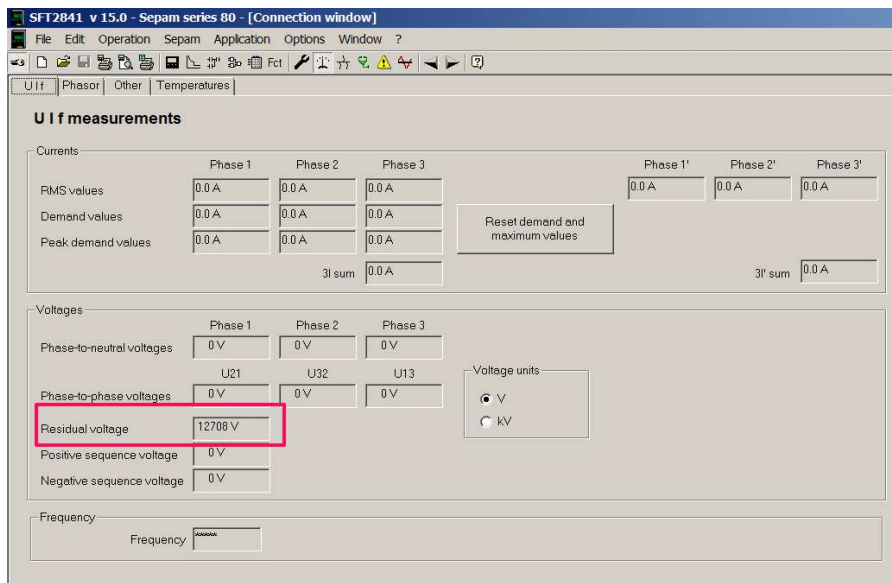 SFT2841 v 15.0 - Sepam series 80 - [Connection window]
File Edit Operation Sepam Application Options Window ?
Fct
U I f Phasor Other Temperatures
U I f measurements
Currents
Phase 1 Phase 2 Phase 3 Phase 1' Phase 2' Phase 3'
RMS values 0.0 A 0.0 A 0.0 A 0.0 A 0.0 A 0.0 A
Demand values 0.0 A 0.0 A 0.0 A
Reset demand and
maximum values
Peak demand values 0.0 A 0.0 A 0.0 A
3I sum 0.0 A 3I' sum 0.0 A
Voltages
Phase 1 Phase 2 Phase 3
Phase-to-neutral voltages 0 V 0 V 0 V
U21 U32 U13
Phase-to-phase voltages 0 V 0 V 0 V
Voltage units
V
kV
Residual voltage 12708 V
Positive sequence voltage 0 V
Negative sequence voltage 0 V
Frequency
Frequency *****